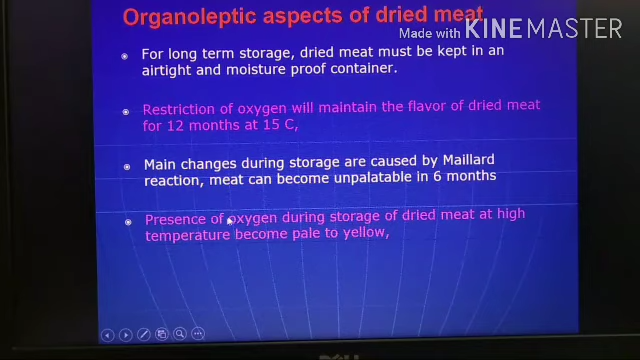 Organoleptic aspects of dried meat
Made with KINEMASTER
For long term storage, dried meat must be kept in an
airtight and moisture proof container.
Restriction of oxygen will maintain the flavor of dried meat
for 12 months at 15 C,
Main changes during storage are caused by Maillard
reaction, meat can become unpalatable in 6 months
Presence of oxygen during storage of dried meat at high
temperature become pale to yellow,
DELL